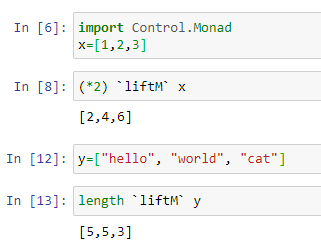 In [6]: import Control.Monad
x=[1,2,3]
In [8]: (*2) `liftM` x
[2,4,6]
In [12]: y=["hello", "world", "cat"]
In [13]: length `liftM` y
[5,5,3]